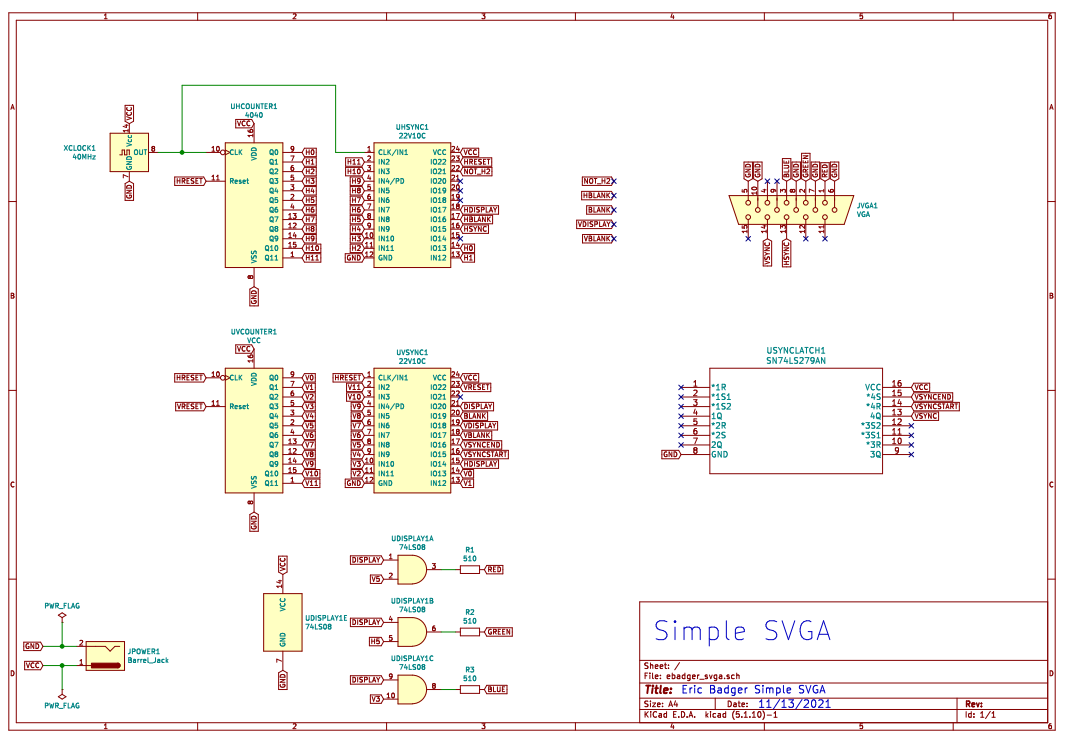 1 2 3 4 5 6
A
B
C
D
XCLOCK1
40MHz
VCC
14
Vcc
OUT
8
GND
7
GND
UHCOUNTER1
4040
VCC
16
VDD
10 CLK
HRESET 11 Reset
Q0 9 H0
Q1 7 H1
Q2 6 H2
Q3 5 H3
Q4 3 H4
Q5 2 H5
Q6 4 H6
Q7 13 H7
Q8 12 H8
Q9 14 H9
Q10 15 H10
Q11 1 H11
VSS
8
GND
UHSYNC1
22V10C
1 CLK/IN1 VCC 24 VCC
H11 2 IN2 IO22 23 HRESET
H10 3 IN3 IO21 22 NOT_H2
H9 4 IN4/PD IO20 21
H8 5 IN5 IO19 20
H7 6 IN6 IO18 19
H6 7 IN7 IO17 18 HDISPLAY
H5 8 IN8 IO16 17 HBLANK
H4 9 IN9 IO15 16 HSYNC
H3 10 IN10 IO14 15
H2 11 IN11 IO13 14 H0
GND 12 GND IN12 13 H1
NOT_H2
HBLANK
BLANK
VDISPLAY
VBLANK
GND GND BLUE GND GREEN GND RED GND
5 10 4 9 3 8 2 7 1 6
JVGA1
VGA
15 14 13 12 11
VSYNC HSYNC
UVCOUNTER1
VCC
VCC
16
VDD
HRESET 10 CLK
VRESET 11 Reset
Q0 9 V0
Q1 7 V1
Q2 6 V2
Q3 5 V3
Q4 3 V4
Q5 2 V5
Q6 4 V6
Q7 13 V7
Q8 12 V8
Q9 14 V9
Q10 15 V10
Q11 1 V11
VSS
8
GND
UVSYNC1
22V10C
HRESET 1 CLK/IN1 VCC 24 VCC
V11 2 IN2 IO22 23 VRESET
V10 3 IN3 IO21 22
V9 4 IN4/PD IO20 21 DISPLAY
V8 5 IN5 IO19 20 BLANK
V7 6 IN6 IO18 19 VDISPLAY
V6 7 IN7 IO17 18 VBLANK
V5 8 IN8 IO16 17 VSYNCEND
V4 9 IN9 IO15 16 VSYNCSTART
V3 10 IN10 IO14 15 HDISPLAY
V2 11 IN11 IO13 14 V0
GND 12 GND IN12 13 V1
USYNCLATCH1
SN74LS279AN
1 *1R VCC 16 VCC
2 *1S1 *4S 15 VSYNCEND
3 *1S2 *4R 14 VSYNCSTART
4 1Q 4Q 13 VSYNC
5 *2R *3S2 12
6 *2S *3S1 11
7 2Q *3R 10
GND 8 GND 3Q 9
UDISPLAY1A
74LS08
DISPLAY 1
V5 2
3
R1
510
RED
UDISPLAY1B
74LS08
DISPLAY 4
H5 5
6
R2
510
GREEN
UDISPLAY1C
74LS08
DISPLAY 9
V3 10
8
R3
510
BLUE
VCC
14
VCC
UDISPLAY1E
74LS08
GND
7
GND
PWR_FLAG
GND 2
VCC 1
JPOWER1
Barrel_Jack
PWR_FLAG
Simple SVGA
Sheet: /
File: ebadger_svga.sch
Title: Eric Badger Simple SVGA
Size: A4 Date: 11/13/2021 Rev:
KiCad E.D.A. kicad (5.1.10)-1 Id: 1/1
1 2 3 4 5 6
A
B
C
D